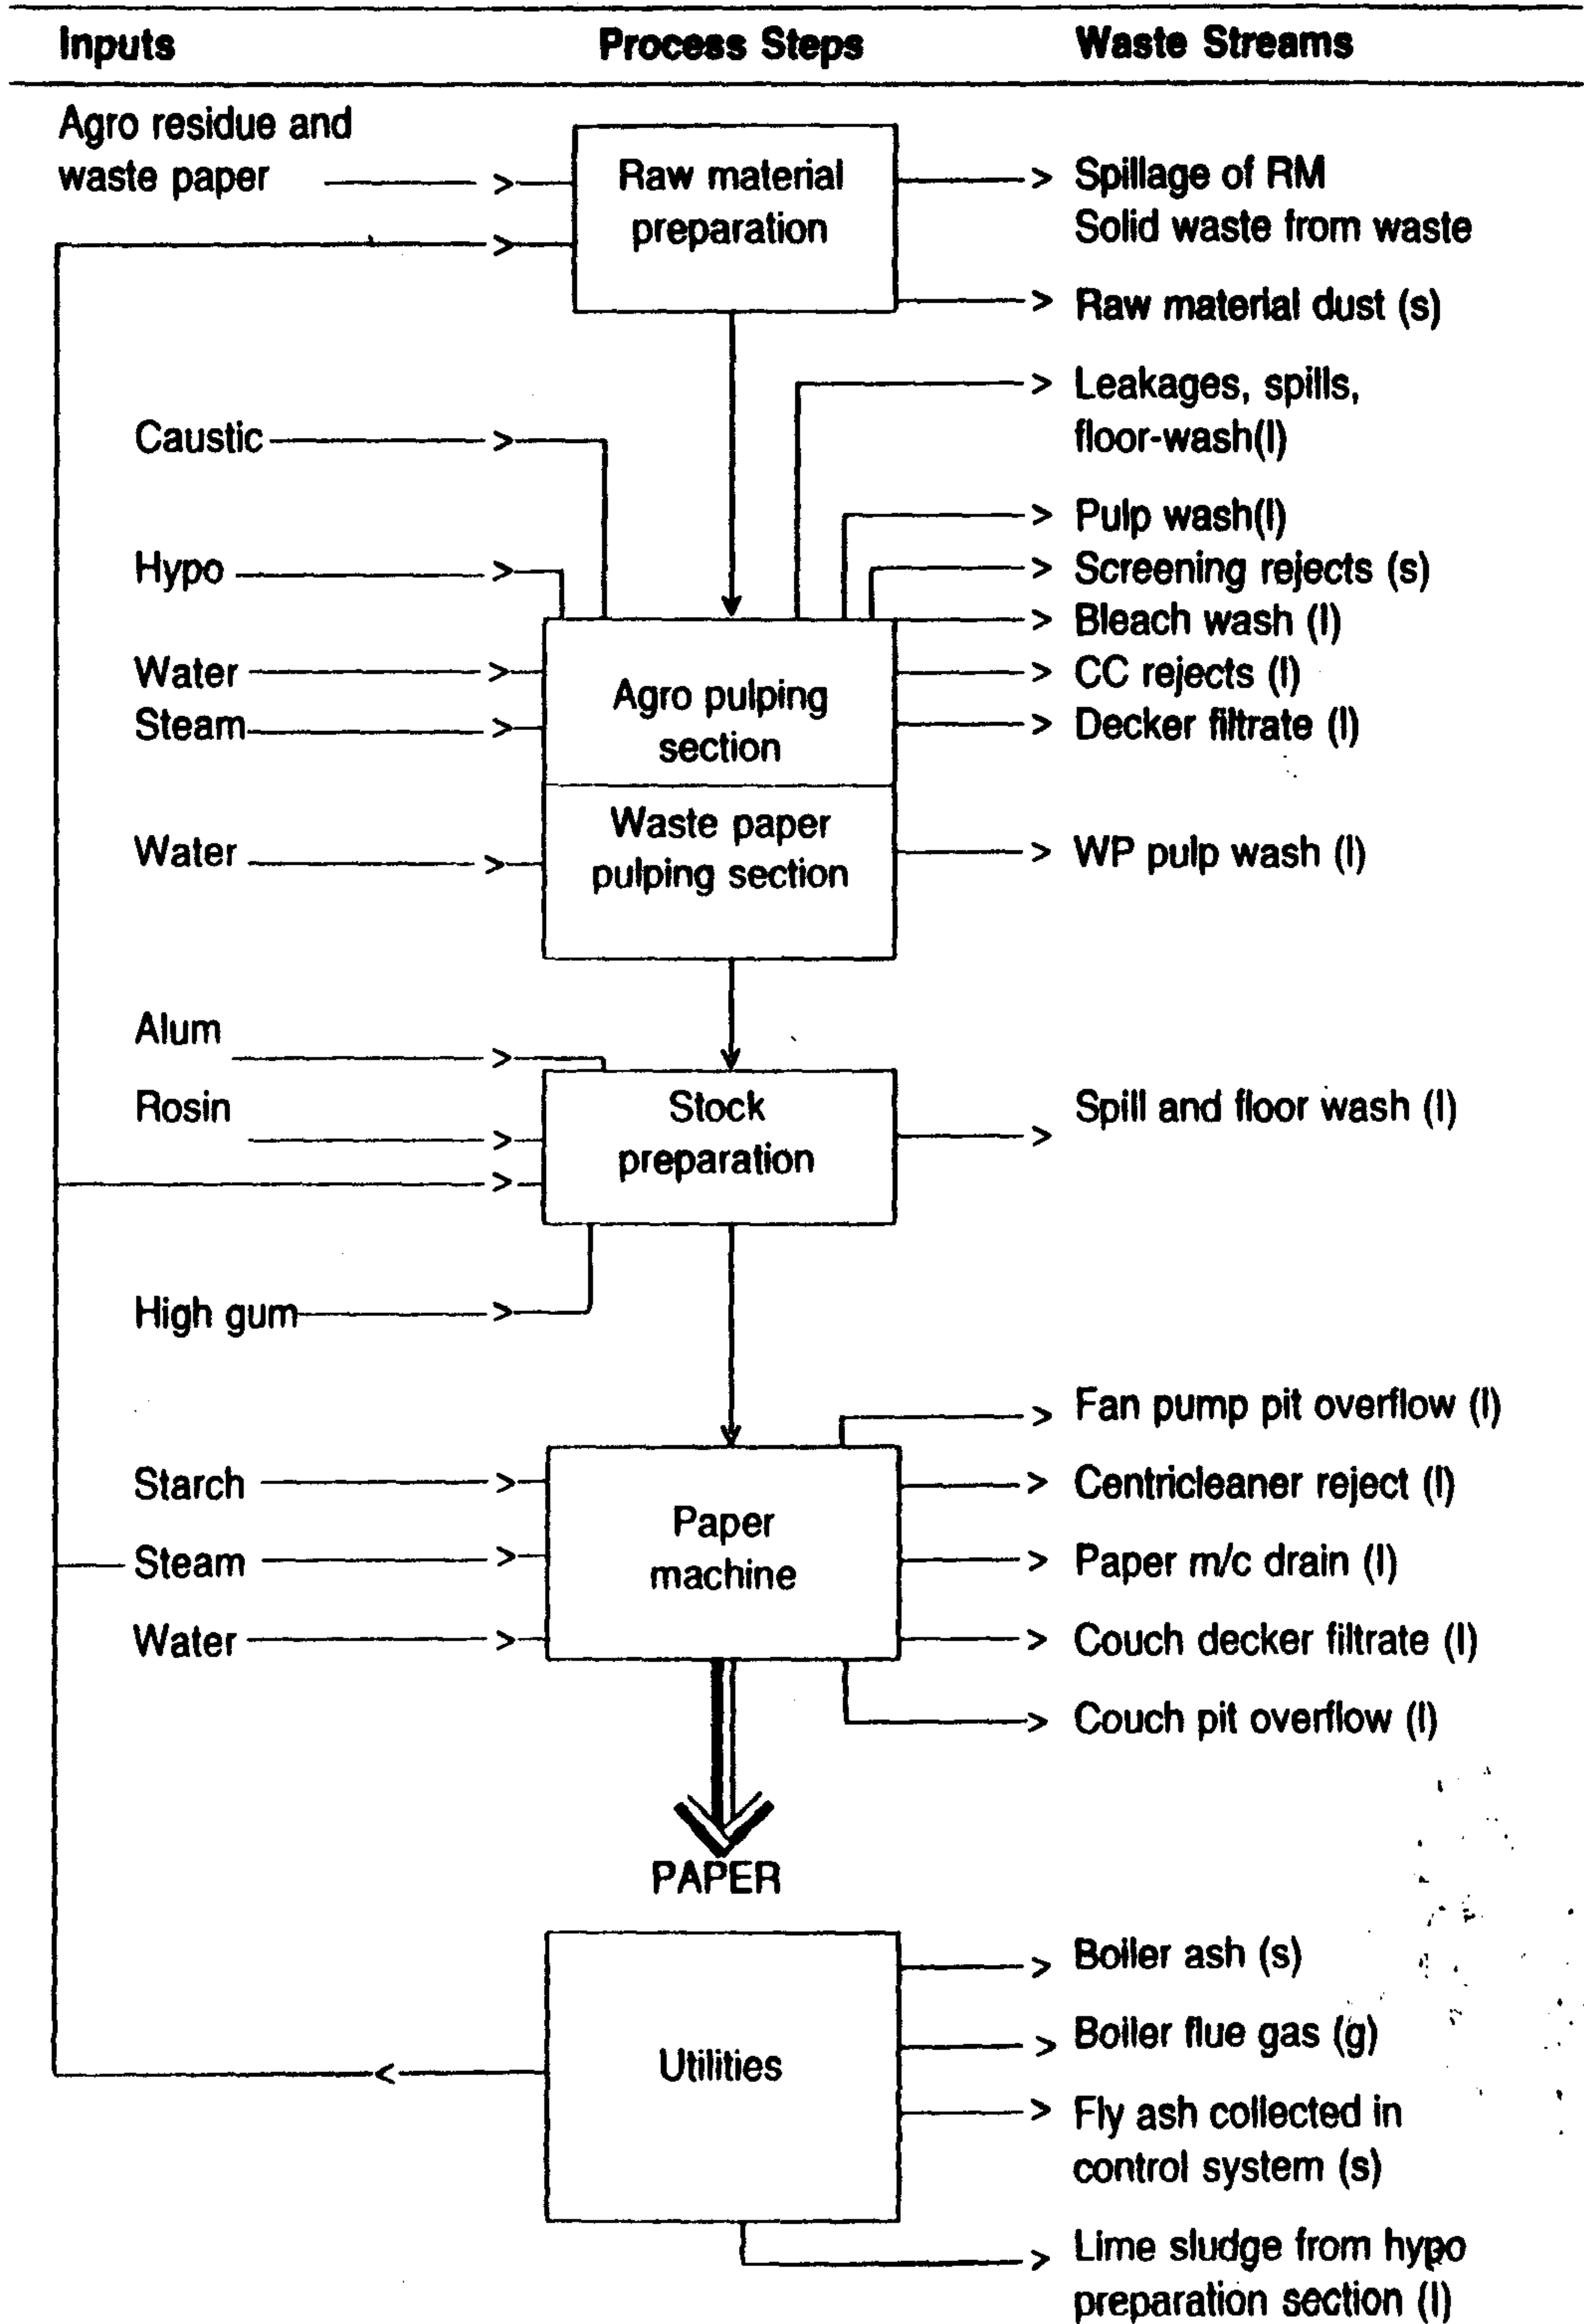 Inputs Process Steps Waste Streams
Agro residue and
waste paper
Raw material
preparation
Spillage of RM
Solid waste from waste
Raw material dust (s)
Leakages, spills,
floor-wash(l)
Caustic
Pulp wash(l)
Hypo
Screening rejects (s)
Bleach wash (l)
Water
CC rejects (l)
Steam
Agro pulping
section
Decker filtrate (l)
Water
Waste paper
pulping section
WP pulp wash (l)
Alum
Rosin
Stock
preparation
Spill and floor wash (l)
High gum
Fan pump pit overflow (l)
Starch
Centricleaner reject (l)
Paper
machine
Steam
Paper m/c drain (l)
Water
Couch decker filtrate (l)
Couch pit overflow (l)
PAPER
Boiler ash (s)
Boiler flue gas (g)
Utilities
Fly ash collected in
control system (s)
Lime sludge from hypo
preparation section (l)